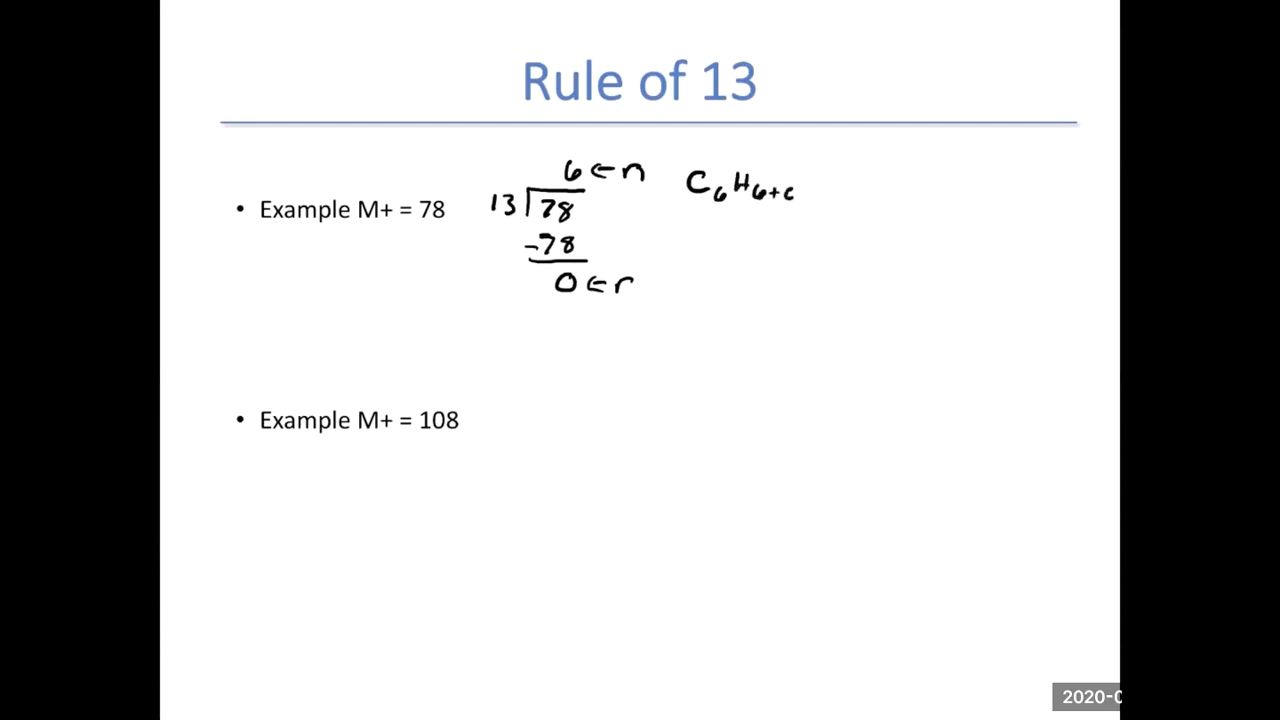 Rule of 13
6 ← n
C6H6+c
• Example M+ = 78
13 78
-78
0 ← r
• Example M+ = 108
2020-0